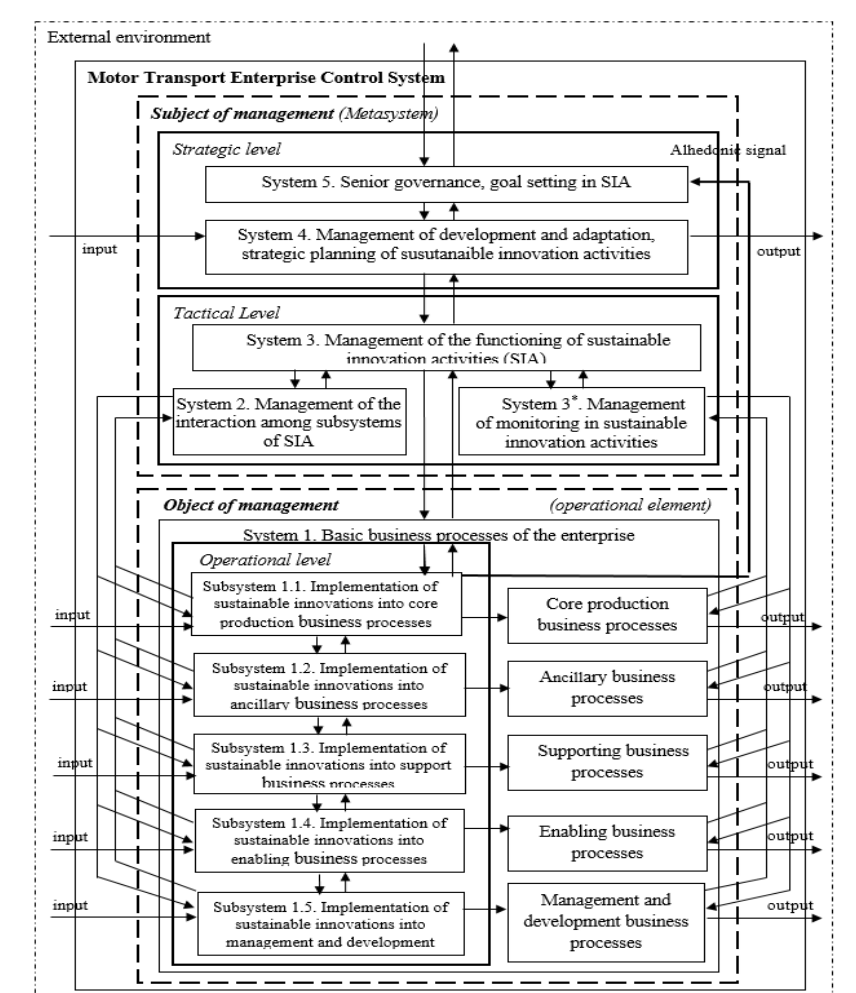 External environment
Motor Transport Enterprise Control System
Subject of management (Metasystem)
Strategic level
Alhedonic signal
System 5. Senior governance, goal setting in SIA
System 4. Management of development and adaptation,
strategic planning of susutanaible innovation activities
input
output
Tactical Level
System 3. Management of the functioning of sustainable
innovation activities (SIA)
System 2. Management of the
interaction among subsystems
of SIA
System 3*. Management
of monitoring in sustainable
innovation activities
Object of management
(operational element)
System 1. Basic business processes of the enterprise
Operational level
Subsystem 1.1. Implementation of
sustainable innovations into core
production business processes
Core production
business processes
input
output
Subsystem 1.2. Implementation of
sustainable innovations into
ancillary business processes
Ancillary business
processes
input
output
Subsystem 1.3. Implementation of
sustainable innovations into support
business processes
Supporting business
processes
input
output
Subsystem 1.4. Implementation of
sustainable innovations into
enabling business processes
Enabling business
processes
input
output
Subsystem 1.5. Implementation of
sustainable innovations into
management and development
Management and
development business
processes
input
output